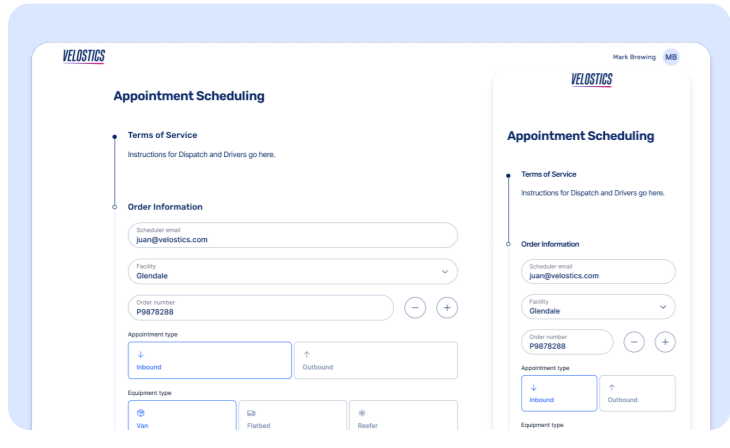 VELOSTICS
Mark Brewing MB
Appointment Scheduling
Terms of Service
Instructions for Dispatch and Drivers go here.
Order Information
Scheduler email
juan@velostics.com
Facility
Glendale
Order number
P9878288
Appointment type
Inbound
Outbound
Equipment type
Van
Flatbed
Reefer
VELOSTICS
Appointment Scheduling
Terms of Service
Instructions for Dispatch and Drivers go here.
Order Information
Scheduler email
juan@velostics.com
Facility
Glendale
Order number
P9878288
Appointment type
Inbound
Outbound
Equipment type